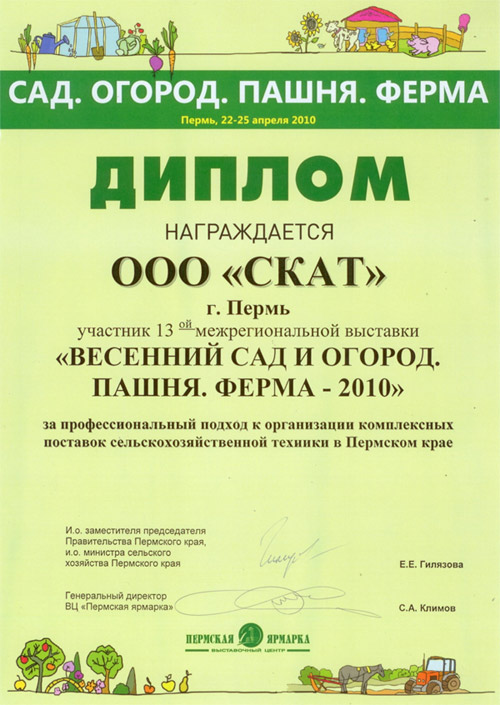 САД. ОГОРОД. ПАШНЯ. ФЕРМА
Пермь, 22-25 апреля 2010
ДИПЛОМ
НАГРАЖДАЕТСЯ
ООО «СКАТ»
г. Пермь
участник 13 ой межрегиональной выставки
«ВЕСЕННИЙ САД И ОГОРОД.
ПАШНЯ. ФЕРМА - 2010»
за профессиональный подход к организации комплексных
поставок сельскохозяйственной техники в Пермском крае
И.о. заместителя председателя
Правительства Пермского края,
и.о. министра сельского
хозяйства Пермского края
Е.Е. Гилязова
Генеральный директор
ВЦ «Пермская ярмарка»
С.А. Климов
ПЕРМСКАЯ ЯРМАРКА
ВЫСТАВОЧНЫЙ ЦЕНТР